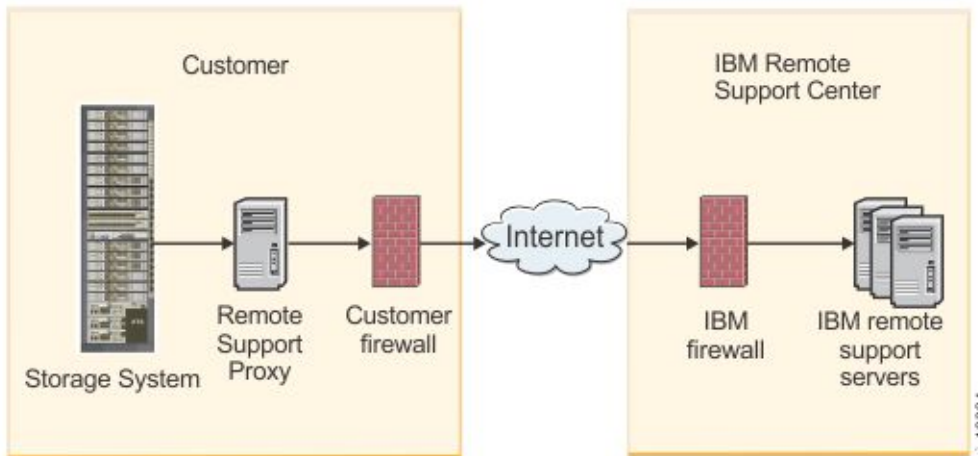 Customer
IBM Remote
Support Center
Internet
Storage System
Remote
Support
Proxy
Customer
firewall
IBM
firewall
IBM remote
support
servers